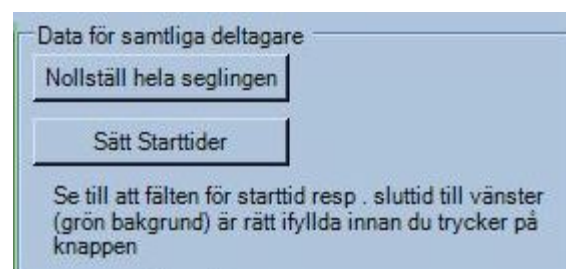 Data för samtliga deltagare
Nollställ hela seglingen
Sätt Starttider
Se till att fälten för starttid resp . sluttid till vänster
(grön bakgrund) är rätt ifyllda innan du trycker på
knappen